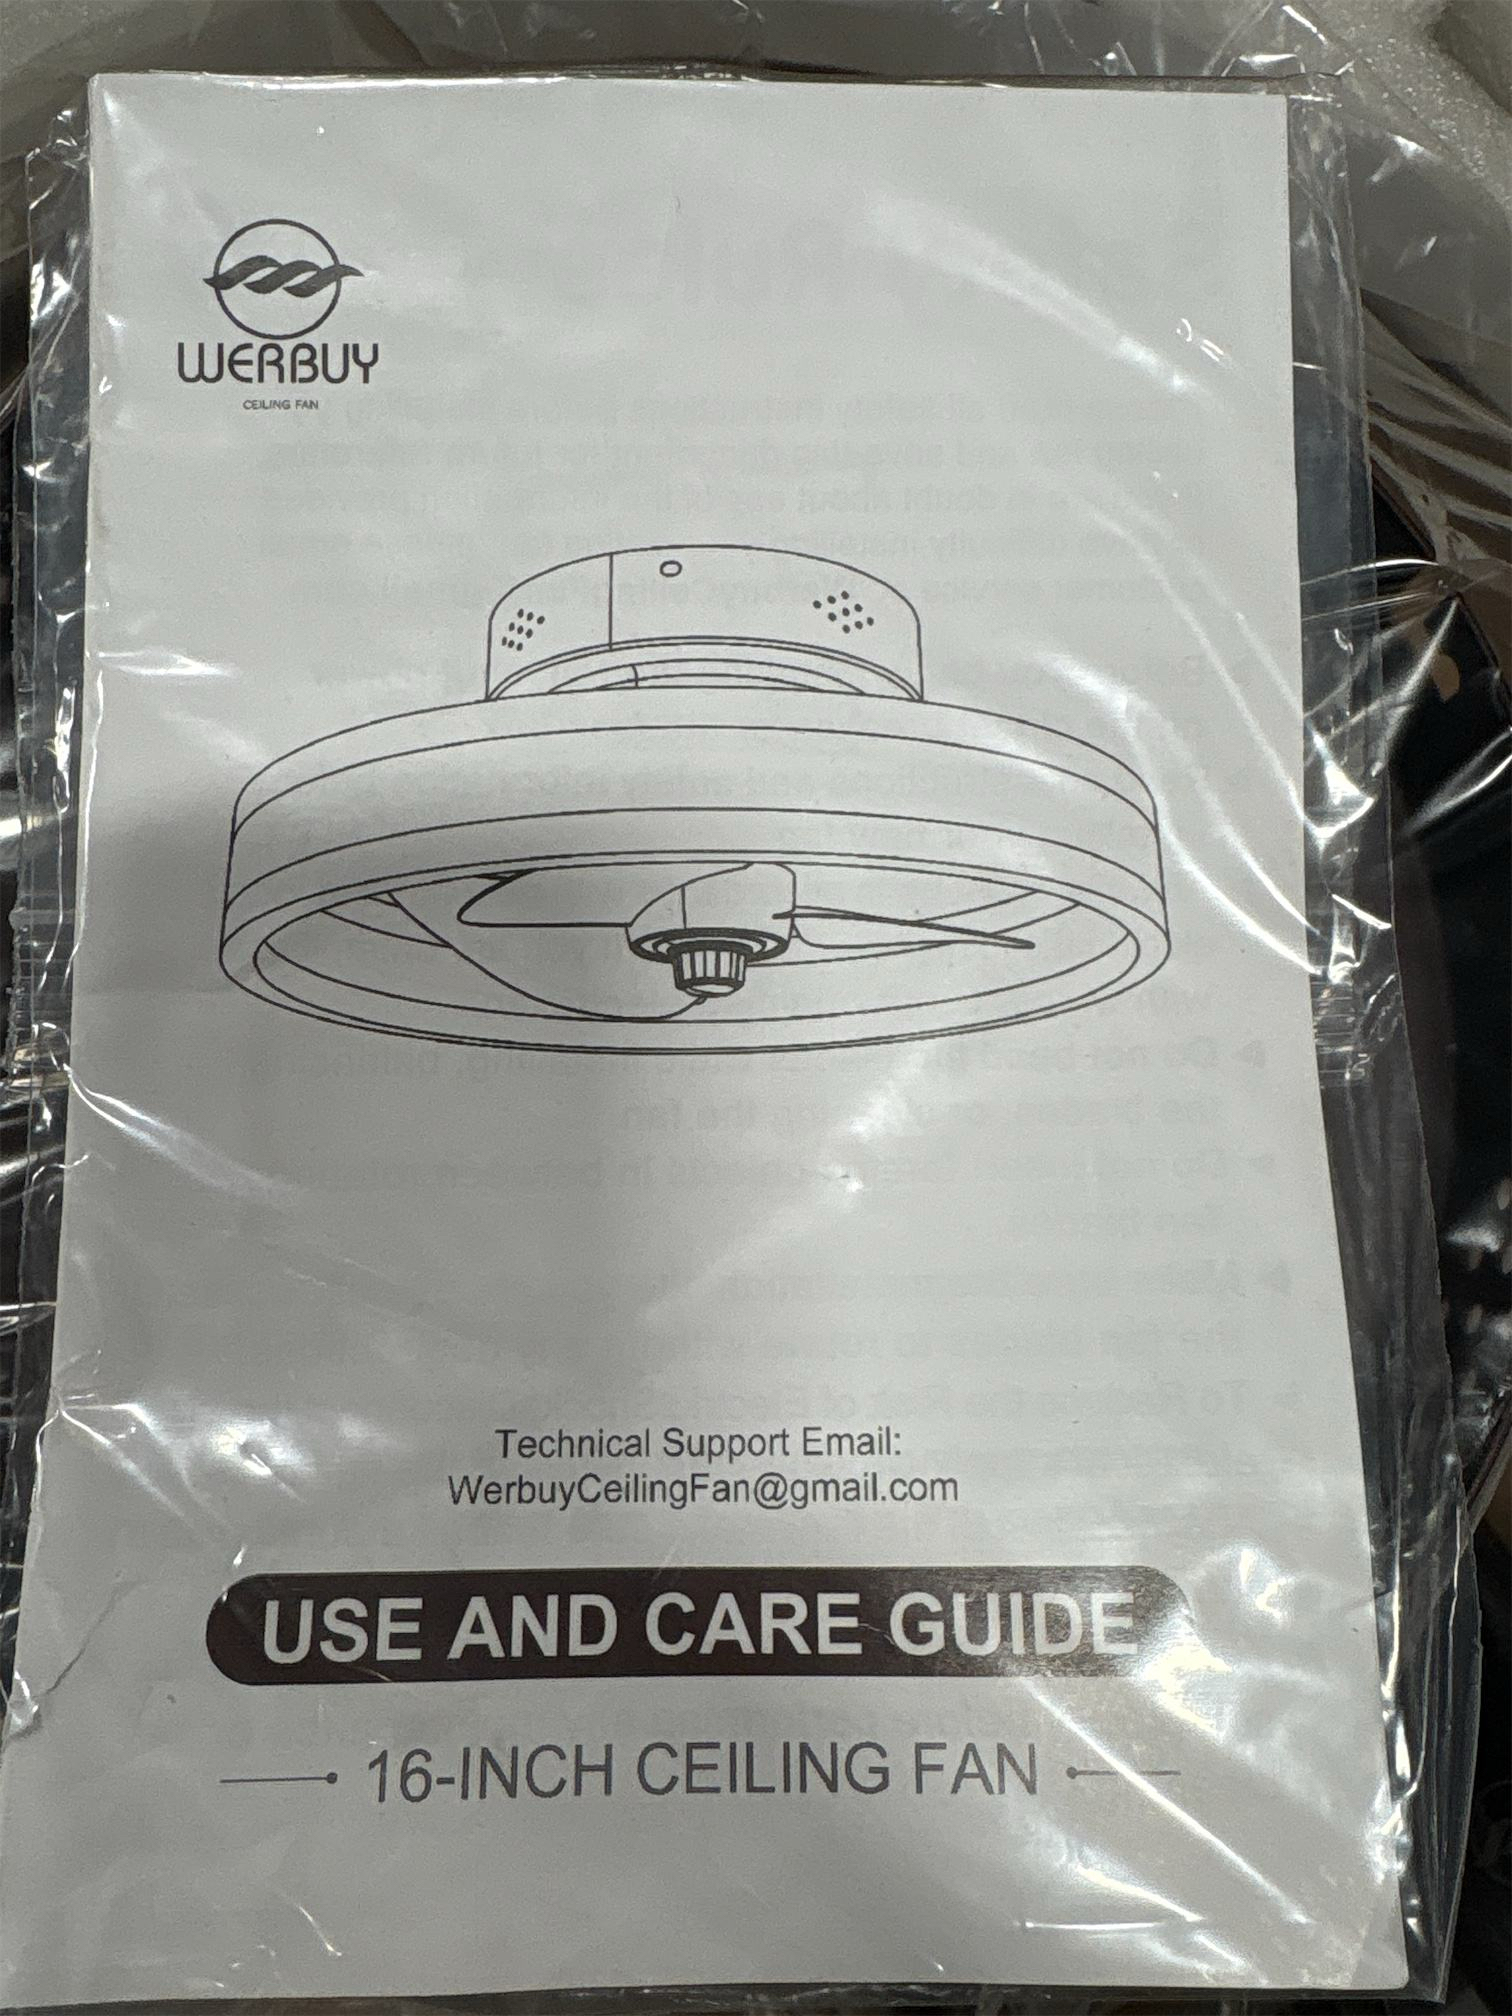 WERBUY
CEILING FAN
Technical Support Email:
WerbuyCeilingFan@gmail.com
USE AND CARE GUIDE
16-INCH CEILING FAN